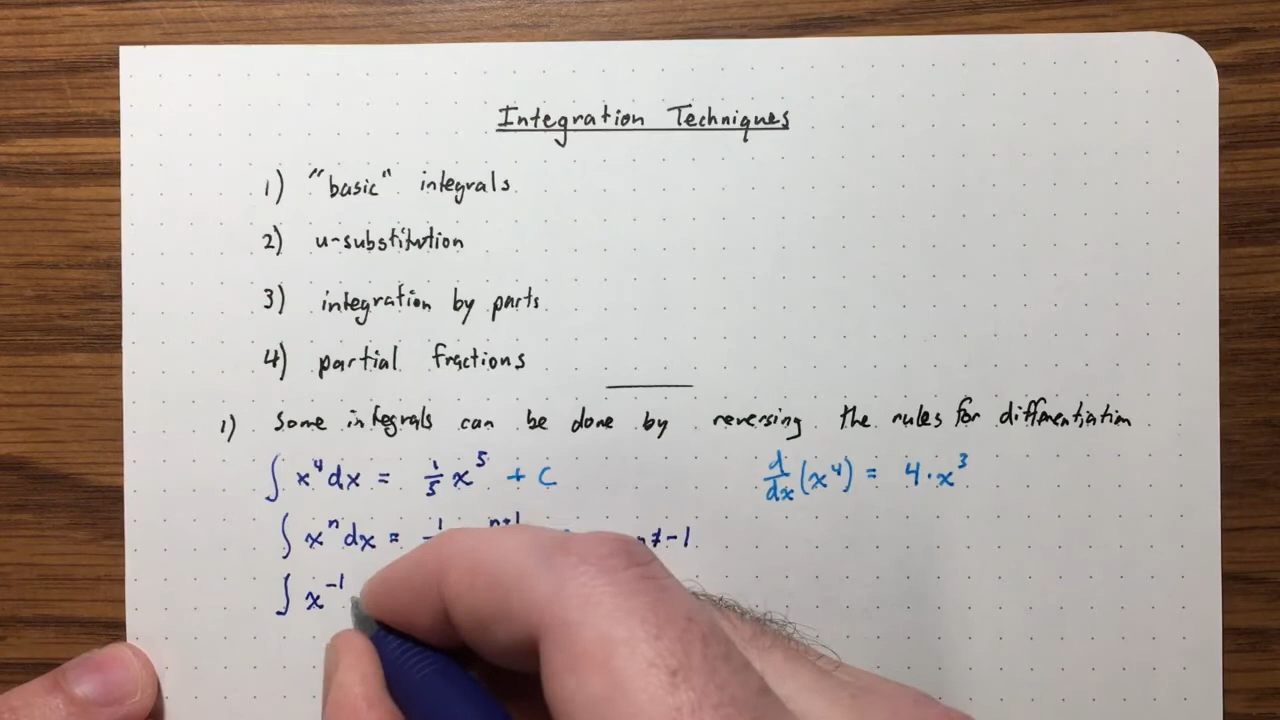 Integration Techniques
1) "basic" integrals
2) u-substitution
3) integration by parts
4) partial fractions
1) Some integrals can be done by reversing the rules for differentiation
∫ x⁴ dx = 1/5 x⁵ + C
d/dx (x⁴) = 4·x³
∫ xⁿ dx = ≠ -1
∫ x⁻¹